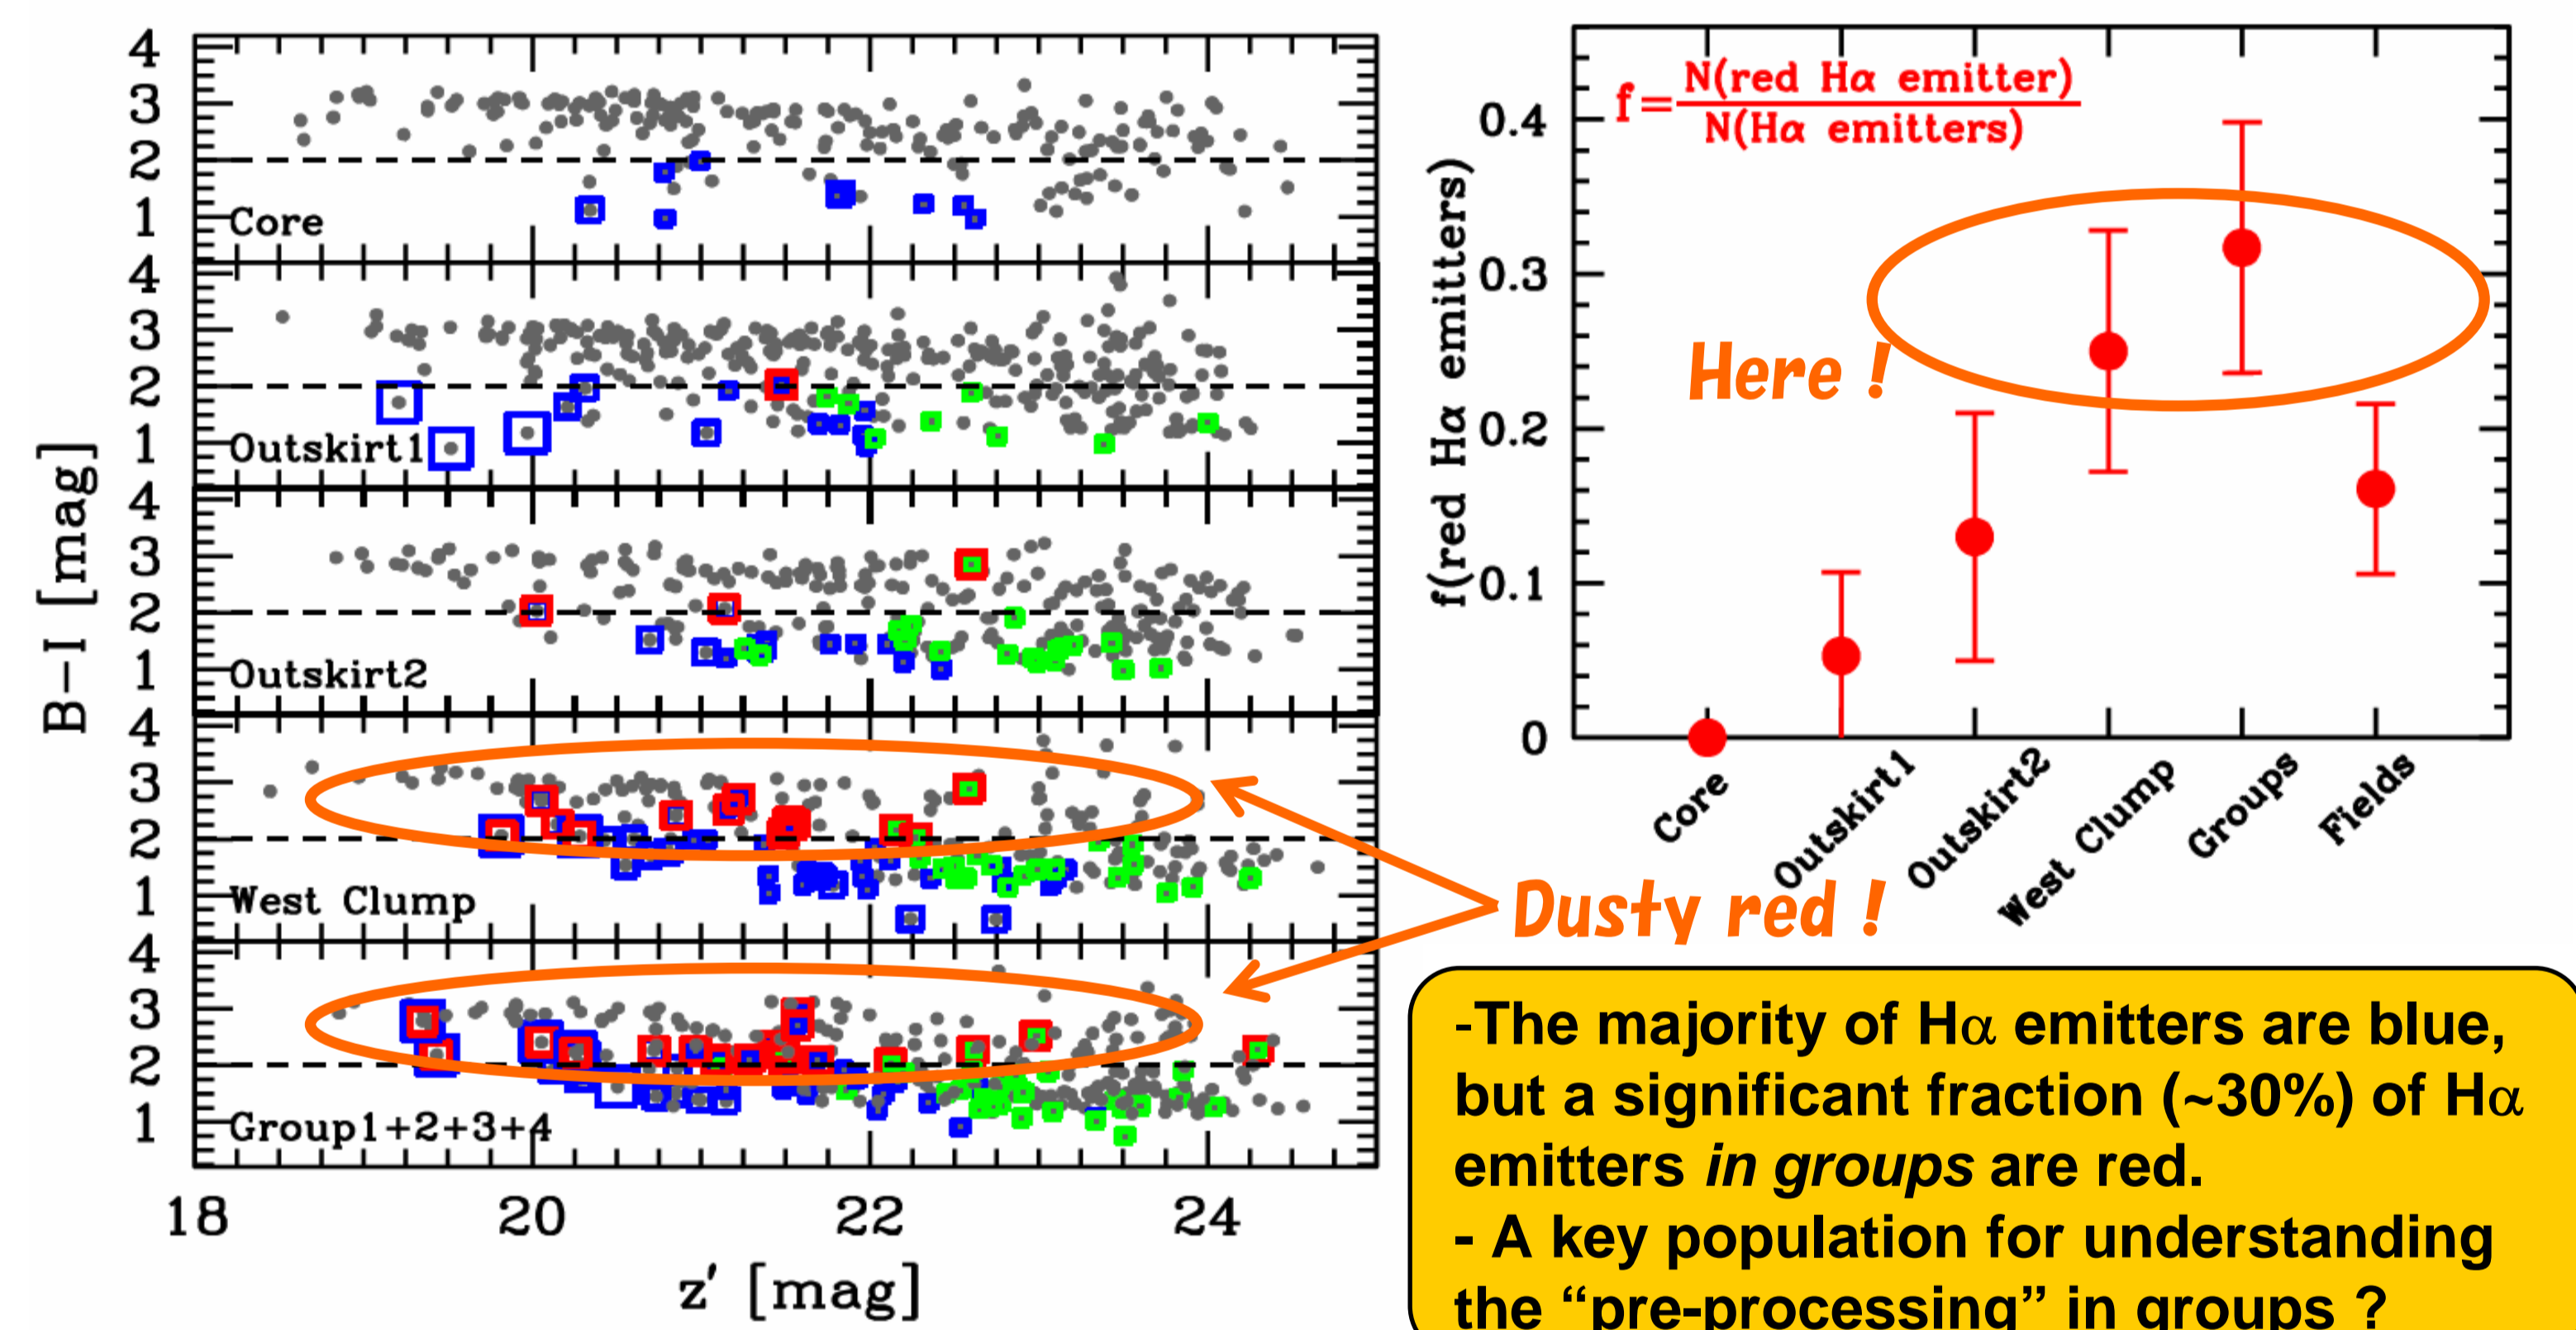 B-I [mag]
4
3
2
1
Core
4
3
2
1
Outskirt1
4
3
2
1
Outskirt2
4
3
2
1
West Clump
4
3
2
1
Group1+2+3+4
18 20 22 24
z′ [mag]
f(red Hα emitters)
0.4
0.3
0.2
0.1
0
f=N(red Hα emitter)
N(Hα emitters)
Here !
Core
Outskirt1
Outskirt2
West Clump
Groups
Fields
Dusty red !
-The majority of Hα emitters are blue,
but a significant fraction (~30%) of Hα
emitters in groups are red.
- A key population for understanding
the “pre-processing” in groups ?